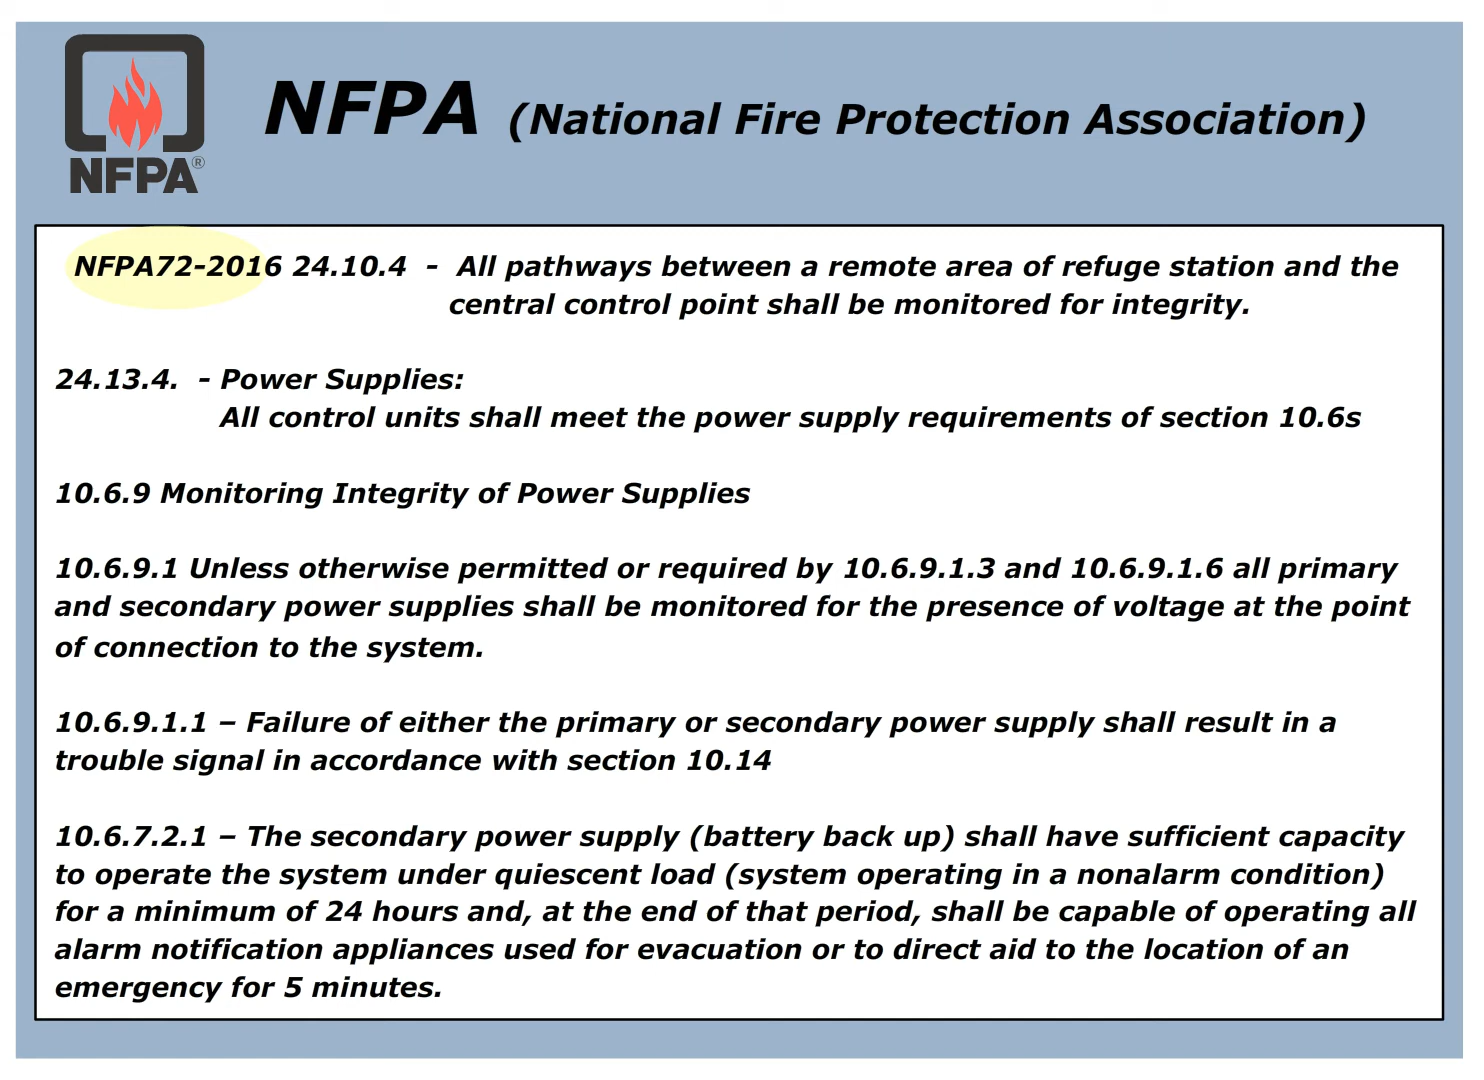 NFPA®
NFPA (National Fire Protection Association)
NFPA72-2016 24.10.4 - All pathways between a remote area of refuge station and the
central control point shall be monitored for integrity.
24.13.4. - Power Supplies:
All control units shall meet the power supply requirements of section 10.6s
10.6.9 Monitoring Integrity of Power Supplies
10.6.9.1 Unless otherwise permitted or required by 10.6.9.1.3 and 10.6.9.1.6 all primary
and secondary power supplies shall be monitored for the presence of voltage at the point
of connection to the system.
10.6.9.1.1 – Failure of either the primary or secondary power supply shall result in a
trouble signal in accordance with section 10.14
10.6.7.2.1 – The secondary power supply (battery back up) shall have sufficient capacity
to operate the system under quiescent load (system operating in a nonalarm condition)
for a minimum of 24 hours and, at the end of that period, shall be capable of operating all
alarm notification appliances used for evacuation or to direct aid to the location of an
emergency for 5 minutes.